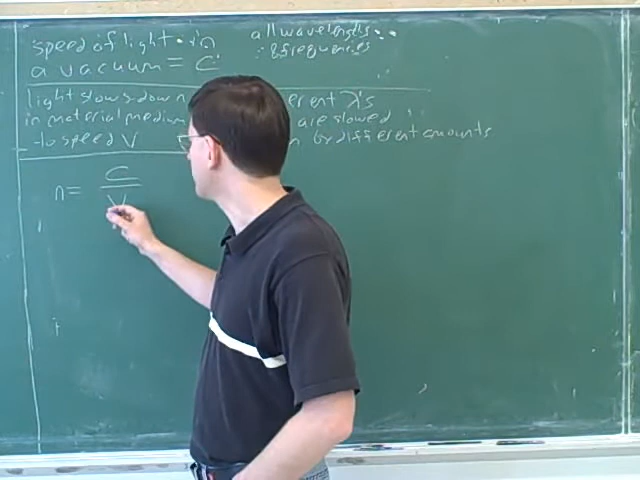 speed of light in
a vacuum = C
all wavelengths
& frequencies
light slows down
in material medium
to speed V
erent λ's
are slowed
by different amounts
n = C
V